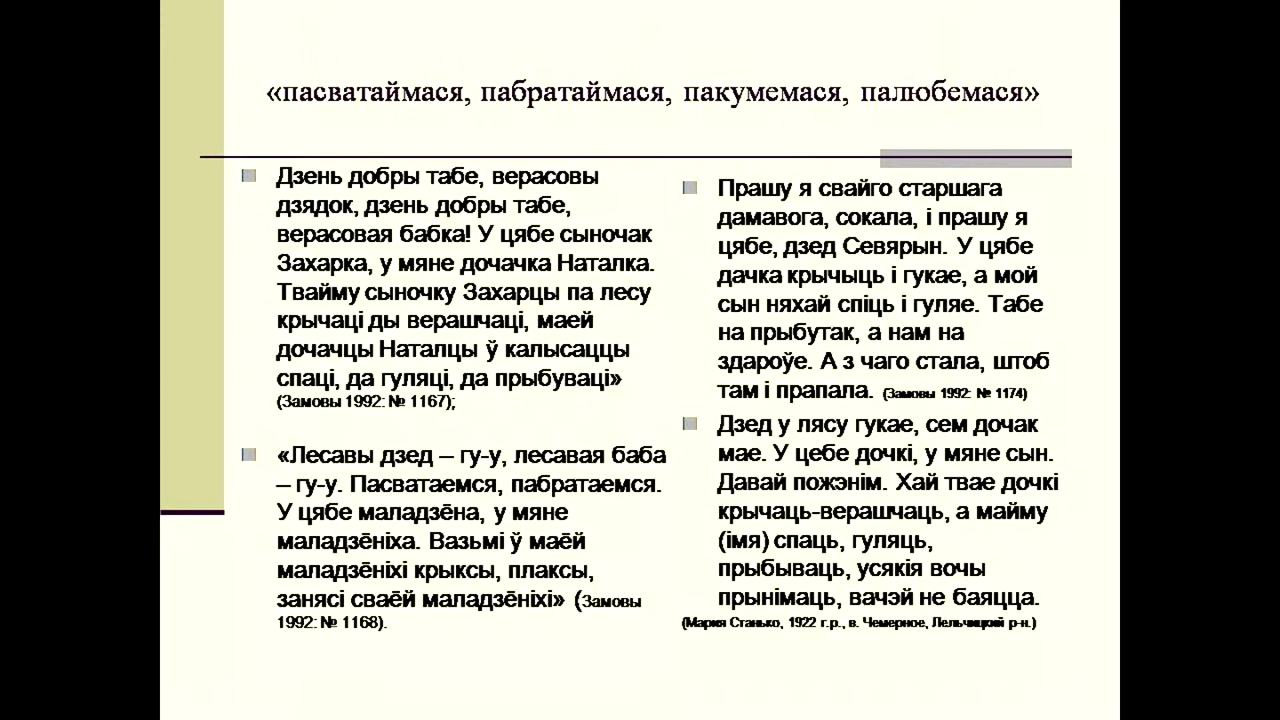 «пасватаймася, пабратаймася, пакумемася, палюбемася»
Дзень добры табе, верасовы
дзядок, дзень добры табе,
верасовая бабка! У цябе сыночак
Захарка, у мяне дочачка Наталка.
Твайму сыночку Захарцы па лесу
крычаці ды верашчаці, маей
дочачцы Наталцы ў калысаццы
спаці, да гуляці, да прыбуваці»
(Замовы 1992: № 1167);
«Лесавы дзед – гу-у, лесавая баба
– гу-у. Пасватаемся, пабратаемся.
У цябе маладзēна, у мяне
маладзēніха. Вазьмі ў маēй
маладзēніхі крыксы, плаксы,
занясі сваēй маладзēніхі» (Замовы
1992: № 1168).
Прашу я свайго старшага
дамавога, сокала, і прашу я
цябе, дзед Севярын. У цябе
дачка крычыць і гукае, а мой
сын няхай спіць і гуляе. Табе
на прыбутак, а нам на
здароўе. А з чаго стала, штоб
там і прапала. (Замовы 1992: № 1174)
Дзед у лясу гукае, сем дочак
мае. У цебе дочкі, у мяне сын.
Давай пожэнім. Хай твае дочкі
крычаць-верашчаць, а майму
(імя) спаць, гуляць,
прыбываць, усякія вочы
прынімаць, вачэй не баяцца.
(Мария Станько, 1922 г.р., в. Чемерное, Лельчицкий р-н.)